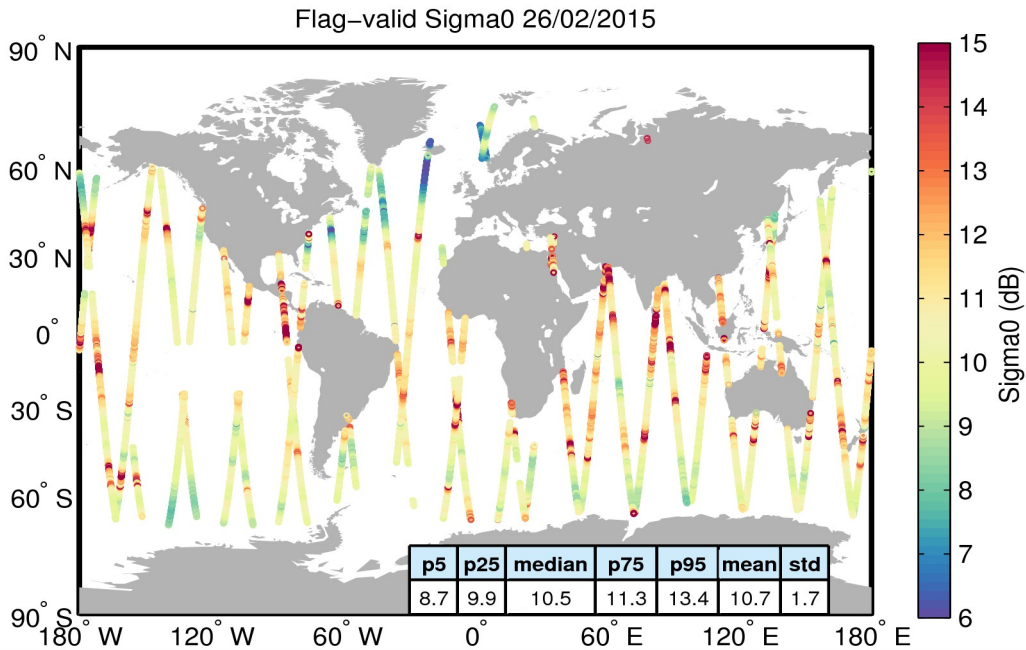 Flag−valid Sigma0 26/02/2015
90° N
60° N
30° N
0°
30° S
60° S
90° S
180° W
120° W
60° W
0°
60° E
120° E
180° E
p5 p25 median p75 p95 mean std
8.7 9.9 10.5 11.3 13.4 10.7 1.7
15
14
13
12
11
10
9
8
7
6
Sigma0 (dB)